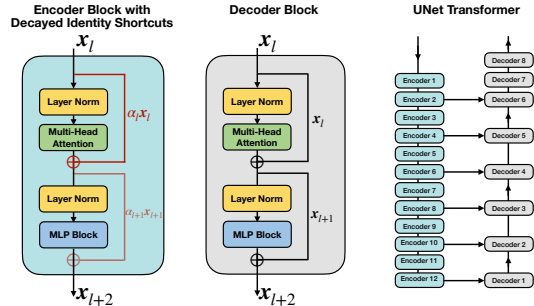 Encoder Block with
Decayed Identity Shortcuts
x_l
Layer Norm
α_l x_l
Multi-Head
Attention
Layer Norm
α_{l+1} x_{l+1}
MLP Block
x_{l+2}
Decoder Block
x_l
Layer Norm
x_l
Multi-Head
Attention
Layer Norm
x_{l+1}
MLP Block
x_{l+2}
UNet Transformer
Encoder 1
Encoder 2
Encoder 3
Encoder 4
Encoder 5
Encoder 6
Encoder 7
Encoder 8
Encoder 9
Encoder 10
Encoder 11
Encoder 12
Decoder 8
Decoder 7
Decoder 6
Decoder 5
Decoder 4
Decoder 3
Decoder 2
Decoder 1